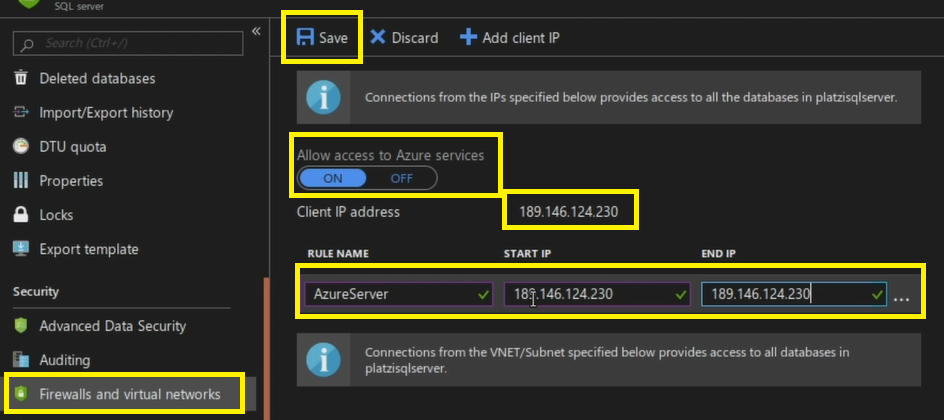 SQL server
Search (Ctrl+/)
«
Deleted databases
Import/Export history
DTU quota
Properties
Locks
Export template
Security
Advanced Data Security
Auditing
Firewalls and virtual networks
Save Discard Add client IP
Connections from the IPs specified below provides access to all the databases in platzisqlserver.
Allow access to Azure services
ON OFF
Client IP address 189.146.124.230
RULE NAME START IP END IP
AzureServer 189.146.124.230 189.146.124.230 ...
Connections from the VNET/Subnet specified below provides access to all databases in
platzisqlserver.